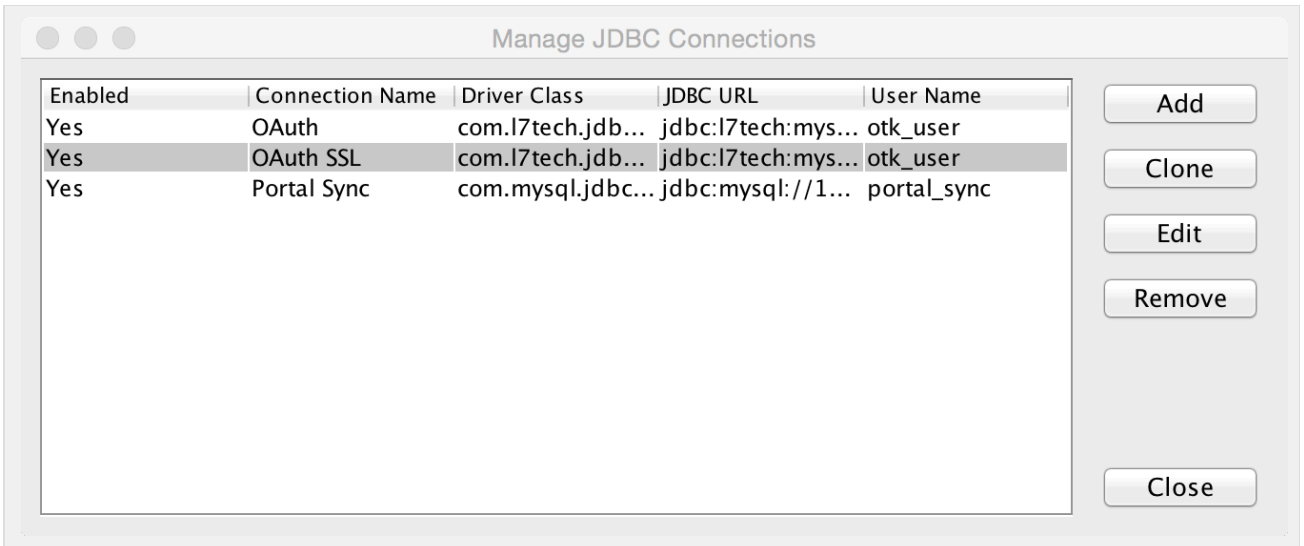 Manage JDBC Connections
Enabled Connection Name Driver Class JDBC URL User Name
Yes OAuth com.l7tech.jdb... jdbc:l7tech:mys... otk_user
Yes OAuth SSL com.l7tech.jdb... jdbc:l7tech:mys... otk_user
Yes Portal Sync com.mysql.jdbc... jdbc:mysql://1... portal_sync
Add
Clone
Edit
Remove
Close